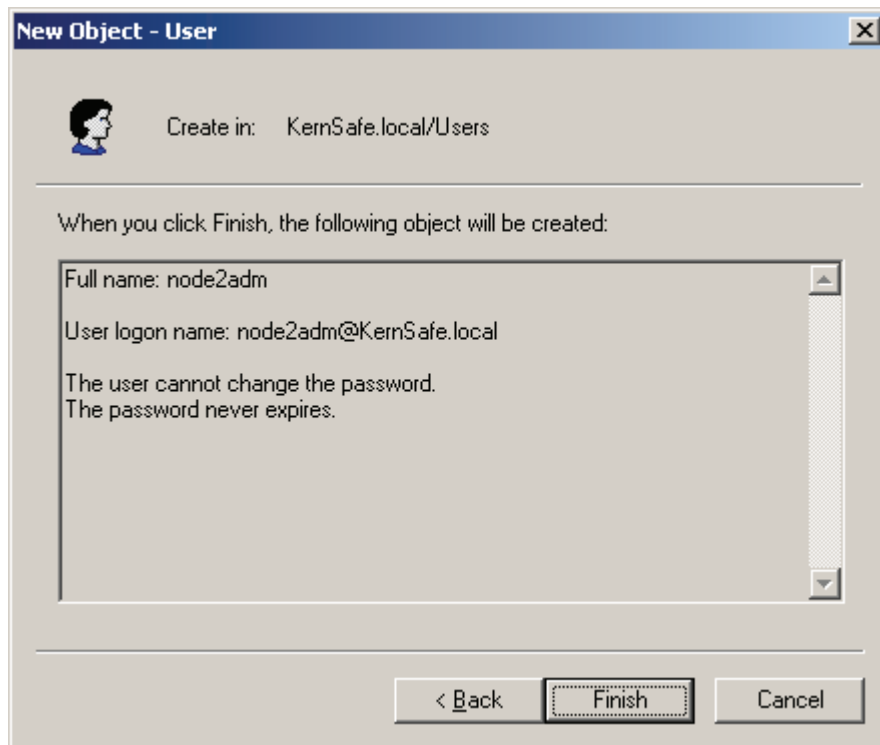 New Object - User
Create in: KernSafe.local/Users
When you click Finish, the following object will be created:
Full name: node2adm
User logon name: node2adm@KernSafe.local
The user cannot change the password.
The password never expires.
< Back Finish Cancel